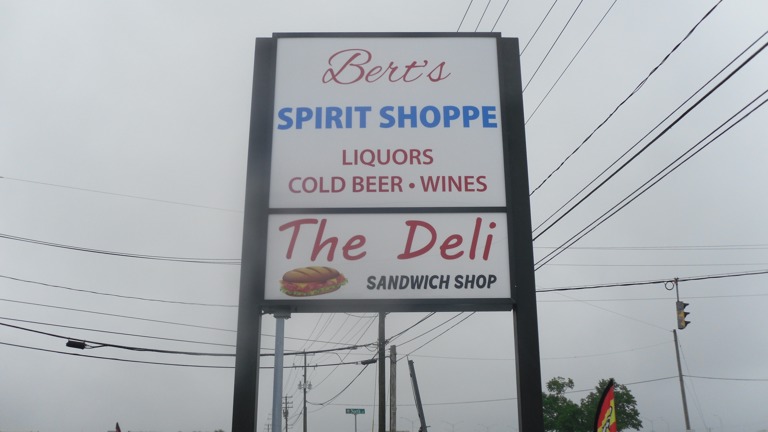 Bert's
SPIRIT SHOPPE
LIQUORS
COLD BEER • WINES
The Deli
SANDWICH SHOP